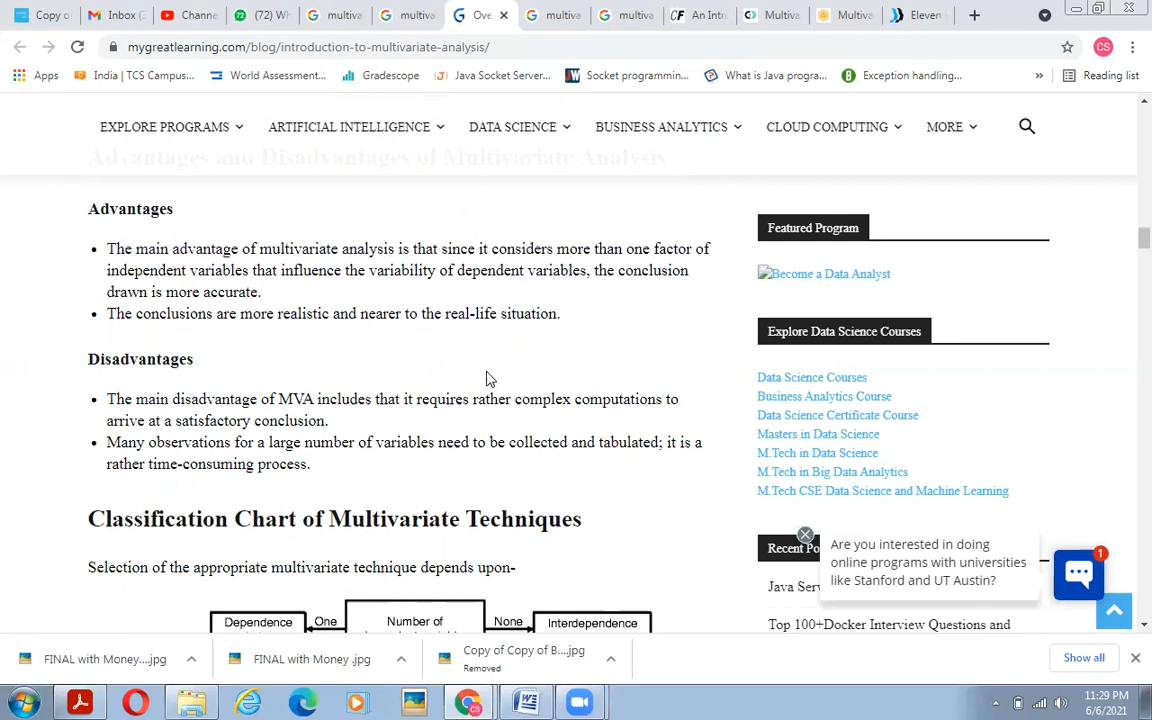 Copy of
Inbox (
Channe
(72) Wh
multiva
multiva
Ove
multiva
multiva
An Intr
Multiva
Multiva
Eleven
mygreatlearning.com/blog/introduction-to-multivariate-analysis/
CS
Apps
India | TCS Campus...
World Assessment...
Gradescope
Java Socket Server...
Socket programmin...
What is Java progra...
Exception handling...
»
Reading list
EXPLORE PROGRAMS
ARTIFICIAL INTELLIGENCE
DATA SCIENCE
BUSINESS ANALYTICS
CLOUD COMPUTING
MORE
Advantages and Disadvantages of Multivariate Analysis
Advantages
• The main advantage of multivariate analysis is that since it considers more than one factor of
independent variables that influence the variability of dependent variables, the conclusion
drawn is more accurate.
• The conclusions are more realistic and nearer to the real-life situation.
Disadvantages
• The main disadvantage of MVA includes that it requires rather complex computations to
arrive at a satisfactory conclusion.
• Many observations for a large number of variables need to be collected and tabulated; it is a
rather time-consuming process.
Classification Chart of Multivariate Techniques
Selection of the appropriate multivariate technique depends upon-
Dependence
One
Number of
None
Interdependence
Featured Program
Become a Data Analyst
Explore Data Science Courses
Data Science Courses
Business Analytics Course
Data Science Certificate Course
Masters in Data Science
M.Tech in Data Science
M.Tech in Big Data Analytics
M.Tech CSE Data Science and Machine Learning
Recent Po
Are you interested in doing
online programs with universities
like Stanford and UT Austin?
1
Java Serv
Top 100+Docker Interview Questions and
FINAL with Money....jpg
FINAL with Money .jpg
Copy of Copy of B....jpg
Removed
Show all
CS
11:29 PM
6/6/2021